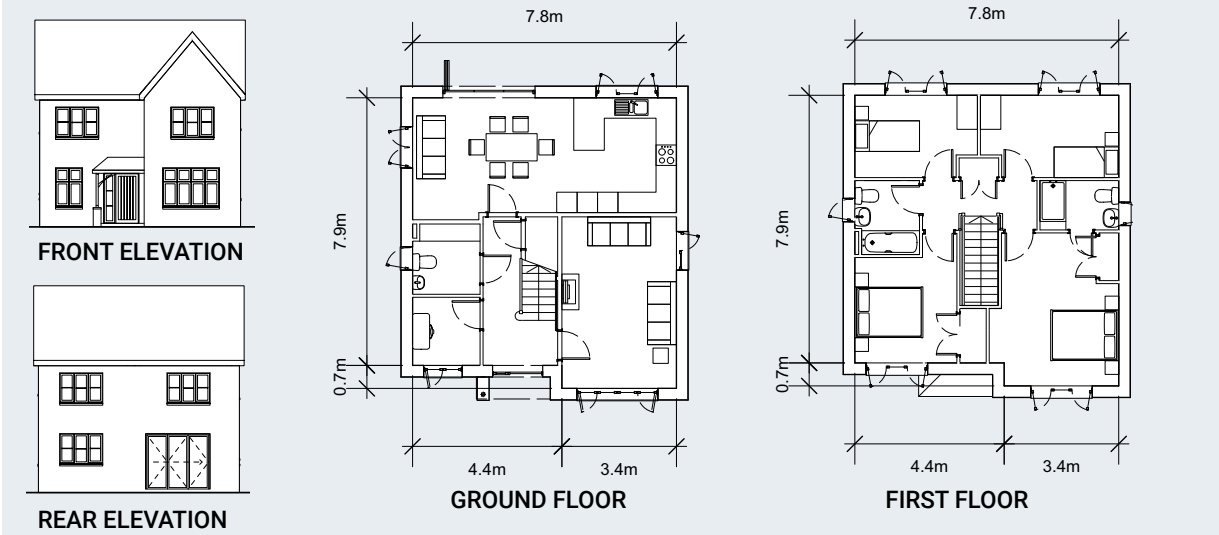 FRONT ELEVATION
REAR ELEVATION
7.8m
7.9m
0.7m
4.4m
3.4m
GROUND FLOOR
7.8m
7.9m
0.7m
4.4m
3.4m
FIRST FLOOR